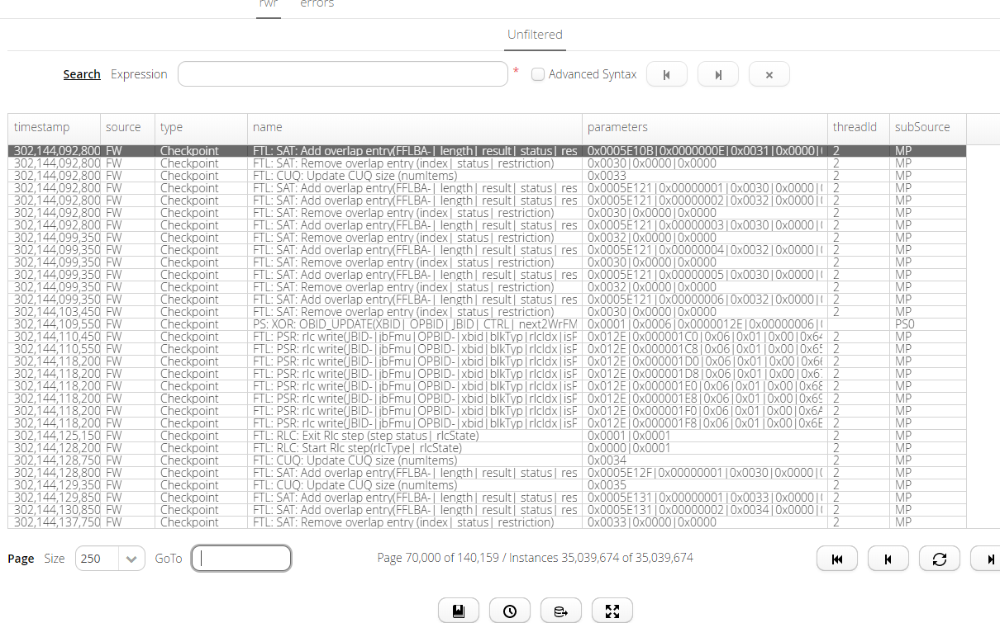 rwr errors
Unfiltered
Search Expression * Advanced Syntax
timestamp source type name parameters threadId subSource
302,144,092,800 FW Checkpoint FTL: SAT: Add overlap entry(FFLBA-| length| result| status| res 0x0005E10B|0x0000000E|0x0031|0x0000|( 2 MP
302,144,092,800 FW Checkpoint FTL: SAT: Remove overlap entry (index| status| restriction) 0x0030|0x0000|0x0000 2 MP
302,144,092,800 FW Checkpoint FTL: CUQ: Update CUQ size (numItems) 0x0033 2 MP
302,144,092,800 FW Checkpoint FTL: SAT: Add overlap entry(FFLBA-| length| result| status| res 0x0005E121|0x00000001|0x0030|0x0000|( 2 MP
302,144,092,800 FW Checkpoint FTL: SAT: Add overlap entry(FFLBA-| length| result| status| res 0x0005E121|0x00000002|0x0032|0x0000|( 2 MP
302,144,092,800 FW Checkpoint FTL: SAT: Remove overlap entry (index| status| restriction) 0x0030|0x0000|0x0000 2 MP
302,144,092,800 FW Checkpoint FTL: SAT: Add overlap entry(FFLBA-| length| result| status| res 0x0005E121|0x00000003|0x0030|0x0000|( 2 MP
302,144,099,350 FW Checkpoint FTL: SAT: Remove overlap entry (index| status| restriction) 0x0032|0x0000|0x0000 2 MP
302,144,099,350 FW Checkpoint FTL: SAT: Add overlap entry(FFLBA-| length| result| status| res 0x0005E121|0x00000004|0x0032|0x0000|( 2 MP
302,144,099,350 FW Checkpoint FTL: SAT: Remove overlap entry (index| status| restriction) 0x0030|0x0000|0x0000 2 MP
302,144,099,350 FW Checkpoint FTL: SAT: Add overlap entry(FFLBA-| length| result| status| res 0x0005E121|0x00000005|0x0030|0x0000|( 2 MP
302,144,099,350 FW Checkpoint FTL: SAT: Remove overlap entry (index| status| restriction) 0x0032|0x0000|0x0000 2 MP
302,144,099,350 FW Checkpoint FTL: SAT: Add overlap entry(FFLBA-| length| result| status| res 0x0005E121|0x00000006|0x0032|0x0000|( 2 MP
302,144,103,450 FW Checkpoint FTL: SAT: Remove overlap entry (index| status| restriction) 0x0030|0x0000|0x0000 2 MP
302,144,109,550 FW Checkpoint PS: XOR: OBID_UPDATE(XBID| OPBID| JBID| CTRL| next2WrFM 0x0001|0x0006|0x0000012E|0x00000006| PS0
302,144,110,450 FW Checkpoint FTL: PSR: rlc write(JBID-|jbFmu|OPBID-|xbid|blkTyp|rlcIdx|isF 0x012E|0x000001C0|0x06|0x01|0x00|0x64 2 MP
302,144,110,550 FW Checkpoint FTL: PSR: rlc write(JBID-|jbFmu|OPBID-|xbid|blkTyp|rlcIdx|isF 0x012E|0x000001C8|0x06|0x01|0x00|0x65 2 MP
302,144,118,200 FW Checkpoint FTL: PSR: rlc write(JBID-|jbFmu|OPBID-|xbid|blkTyp|rlcIdx|isF 0x012E|0x000001D0|0x06|0x01|0x00|0x66 2 MP
302,144,118,200 FW Checkpoint FTL: PSR: rlc write(JBID-|jbFmu|OPBID-|xbid|blkTyp|rlcIdx|isF 0x012E|0x000001D8|0x06|0x01|0x00|0x67 2 MP
302,144,118,200 FW Checkpoint FTL: PSR: rlc write(JBID-|jbFmu|OPBID-|xbid|blkTyp|rlcIdx|isF 0x012E|0x000001E0|0x06|0x01|0x00|0x68 2 MP
302,144,118,200 FW Checkpoint FTL: PSR: rlc write(JBID-|jbFmu|OPBID-|xbid|blkTyp|rlcIdx|isF 0x012E|0x000001E8|0x06|0x01|0x00|0x69 2 MP
302,144,118,200 FW Checkpoint FTL: PSR: rlc write(JBID-|jbFmu|OPBID-|xbid|blkTyp|rlcIdx|isF 0x012E|0x000001F0|0x06|0x01|0x00|0x6A 2 MP
302,144,118,200 FW Checkpoint FTL: PSR: rlc write(JBID-|jbFmu|OPBID-|xbid|blkTyp|rlcIdx|isF 0x012E|0x000001F8|0x06|0x01|0x00|0x6B 2 MP
302,144,125,150 FW Checkpoint FTL: RLC: Exit Rlc step (step status| rlcState) 0x0001|0x0001 2 MP
302,144,128,200 FW Checkpoint FTL: RLC: Start Rlc step(rlcType| rlcState) 0x0000|0x0001 2 MP
302,144,128,750 FW Checkpoint FTL: CUQ: Update CUQ size (numItems) 0x0034 2 MP
302,144,128,800 FW Checkpoint FTL: SAT: Add overlap entry(FFLBA-| length| result| status| res 0x0005E12F|0x00000001|0x0030|0x0000|( 2 MP
302,144,129,350 FW Checkpoint FTL: CUQ: Update CUQ size (numItems) 0x0035 2 MP
302,144,129,850 FW Checkpoint FTL: SAT: Add overlap entry(FFLBA-| length| result| status| res 0x0005E131|0x00000001|0x0033|0x0000|( 2 MP
302,144,130,850 FW Checkpoint FTL: SAT: Add overlap entry(FFLBA-| length| result| status| res 0x0005E131|0x00000002|0x0034|0x0000|( 2 MP
302,144,137,750 FW Checkpoint FTL: SAT: Remove overlap entry (index| status| restriction) 0x0033|0x0000|0x0000 2 MP
Page Size 250 GoTo Page 70,000 of 140,159 / Instances 35,039,674 of 35,039,674